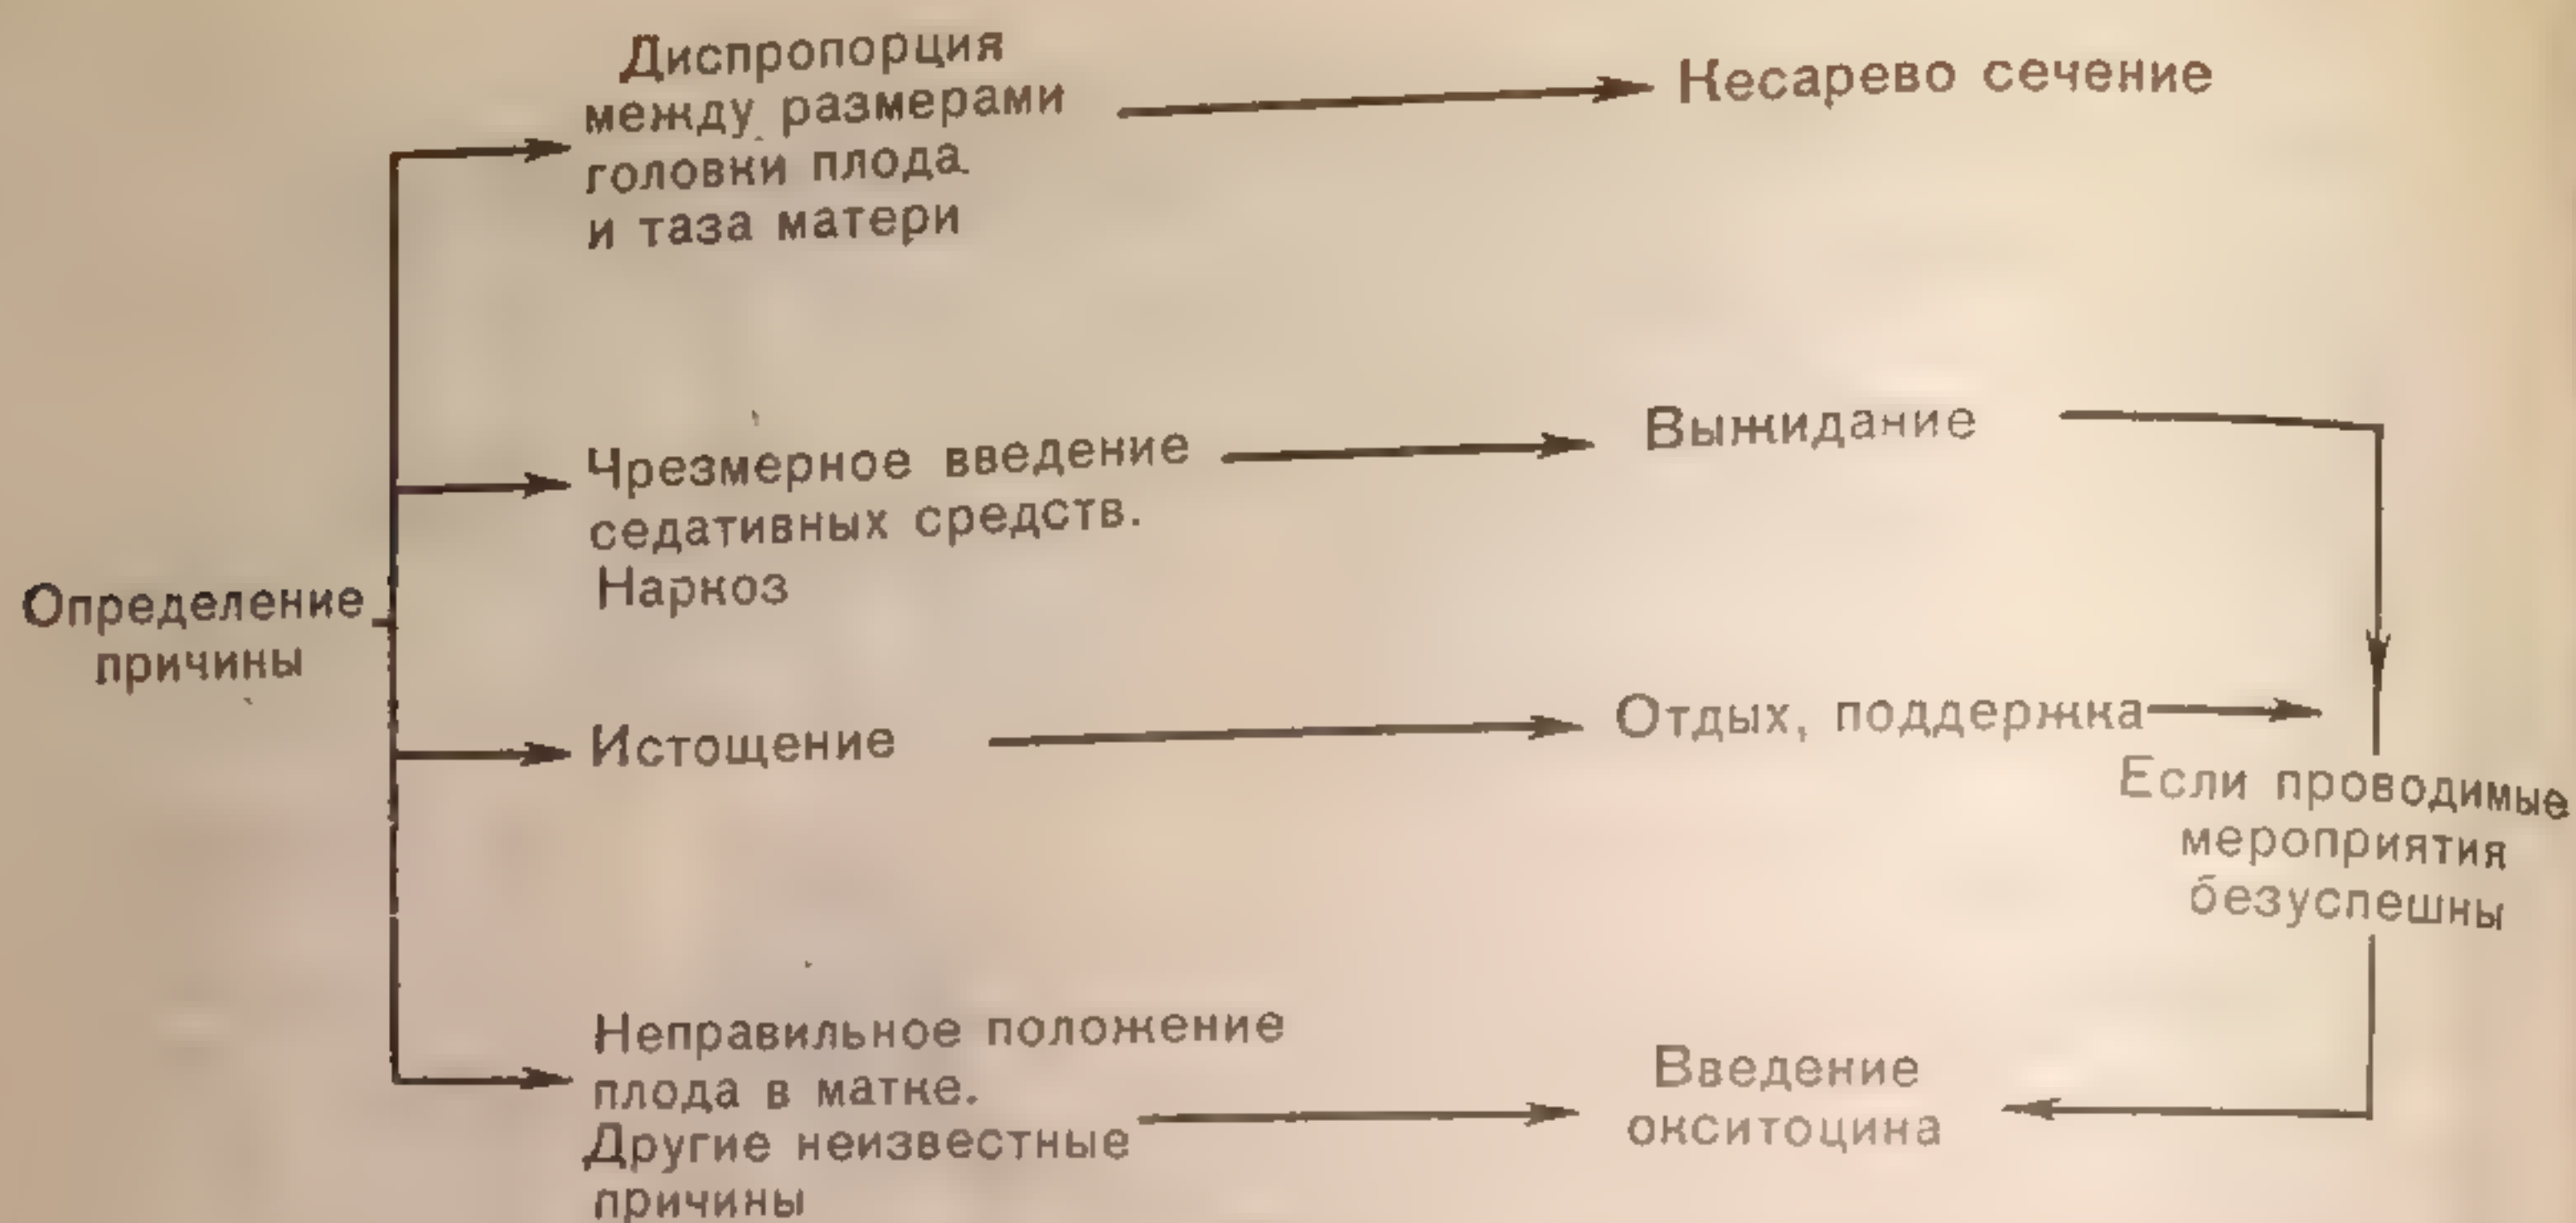 Определение
причины
Диспропорция
между размерами
головки плода
и таза матери
Кесарево сечение
Чрезмерное введение
седативных средств.
Наркоз
Выжидание
Истощение
Отдых, поддержка
Если проводимые
мероприятия
безуспешны
Неправильное положение
плода в матке.
Другие неизвестные
причины
Введение
окситоцина